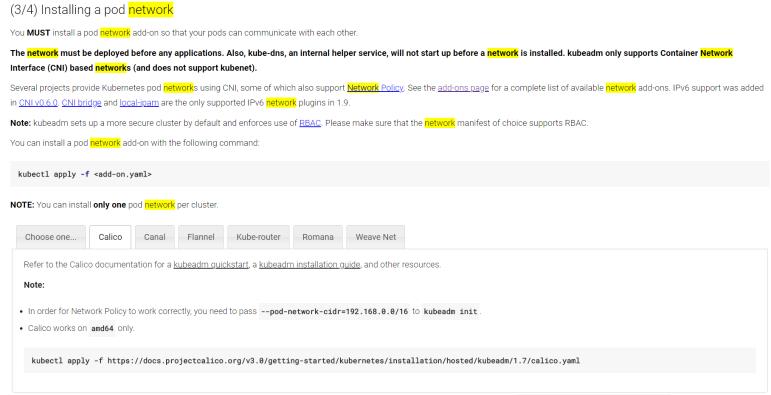 (3/4) Installing a pod network
You MUST install a pod network add-on so that your pods can communicate with each other.
The network must be deployed before any applications. Also, kube-dns, an internal helper service, will not start up before a network is installed. kubeadm only supports Container Network
Interface (CNI) based networks (and does not support kubenet).
Several projects provide Kubernetes pod networks using CNI, some of which also support Network Policy. See the add-ons page for a complete list of available network add-ons. IPv6 support was added
in CNI v0.6.0. CNI bridge and local-ipam are the only supported IPv6 network plugins in 1.9.
Note: kubeadm sets up a more secure cluster by default and enforces use of RBAC. Please make sure that the network manifest of choice supports RBAC.
You can install a pod network add-on with the following command:
kubectl apply -f <add-on.yaml>
NOTE: You can install only one pod network per cluster.
Choose one... Calico Canal Flannel Kube-router Romana Weave Net
Refer to the Calico documentation for a kubeadm quickstart, a kubeadm installation guide, and other resources.
Note:
• In order for Network Policy to work correctly, you need to pass --pod-network-cidr=192.168.0.0/16 to kubeadm init.
• Calico works on amd64 only.
kubectl apply -f https://docs.projectcalico.org/v3.0/getting-started/kubernetes/installation/hosted/kubeadm/1.7/calico.yaml